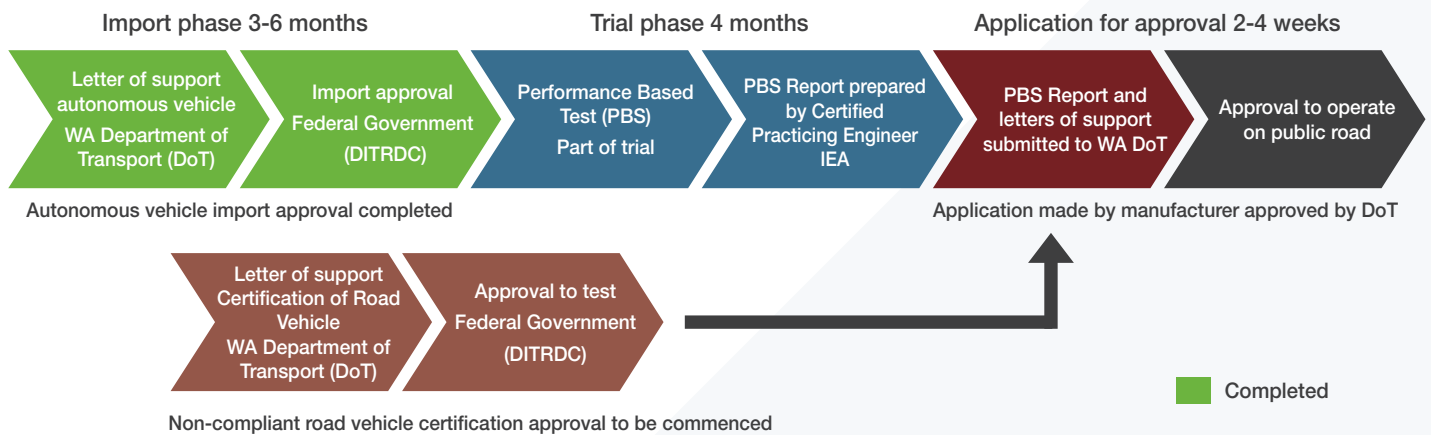 Import phase 3-6 months
Trial phase 4 months
Application for approval 2-4 weeks
Letter of support
autonomous vehicle
WA Department of
Transport (DoT)
Import approval
Federal Government
(DITRDC)
Performance Based
Test (PBS)
Part of trial
PBS Report prepared
by Certified
Practicing Engineer
IEA
PBS Report and
letters of support
submitted to WA DoT
Approval to operate
on public road
Autonomous vehicle import approval completed
Application made by manufacturer approved by DoT
Letter of support
Certification of Road
Vehicle
WA Department of
Transport (DoT)
Approval to test
Federal Government
(DITRDC)
Completed
Non-compliant road vehicle certification approval to be commenced